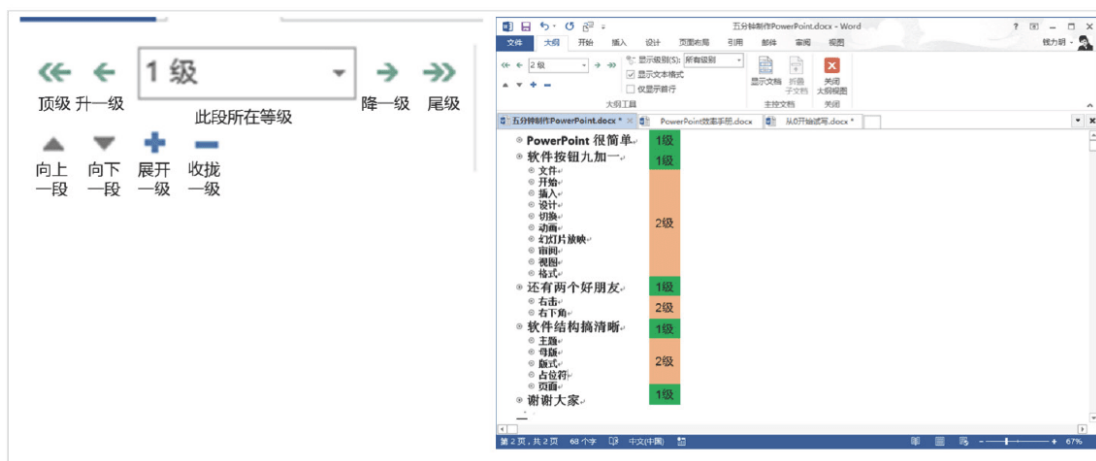 1 级
顶级 升一级
降一级 尾级
此段所在等级
向上一段
向下一段
展开一级
收拢一级
五分钟制作PowerPoint.docx - Word
文件 大纲 开始 插入 设计 页面布局 引用 邮件 审阅 视图
钱力明
2 级
显示级别(S): 所有级别
显示文本格式
仅显示首行
显示文档
折叠子文档
关闭大纲视图
大纲工具 主控文档 关闭
五分钟制作PowerPoint.docx * PowerPoint效率手册.docx 从0开始试写.docx *
PowerPoint 很简单 1级
软件按钮九加一 1级
文件
开始
插入
设计
切换
动画 2级
幻灯片放映
审阅
视图
格式
还有两个好朋友 1级
右击 2级
右下角
软件结构搞清晰 1级
主题
母版
版式 2级
占位符
页面
谢谢大家 1级
第 2 页，共 2 页 68 个字 中文(中国) 67%